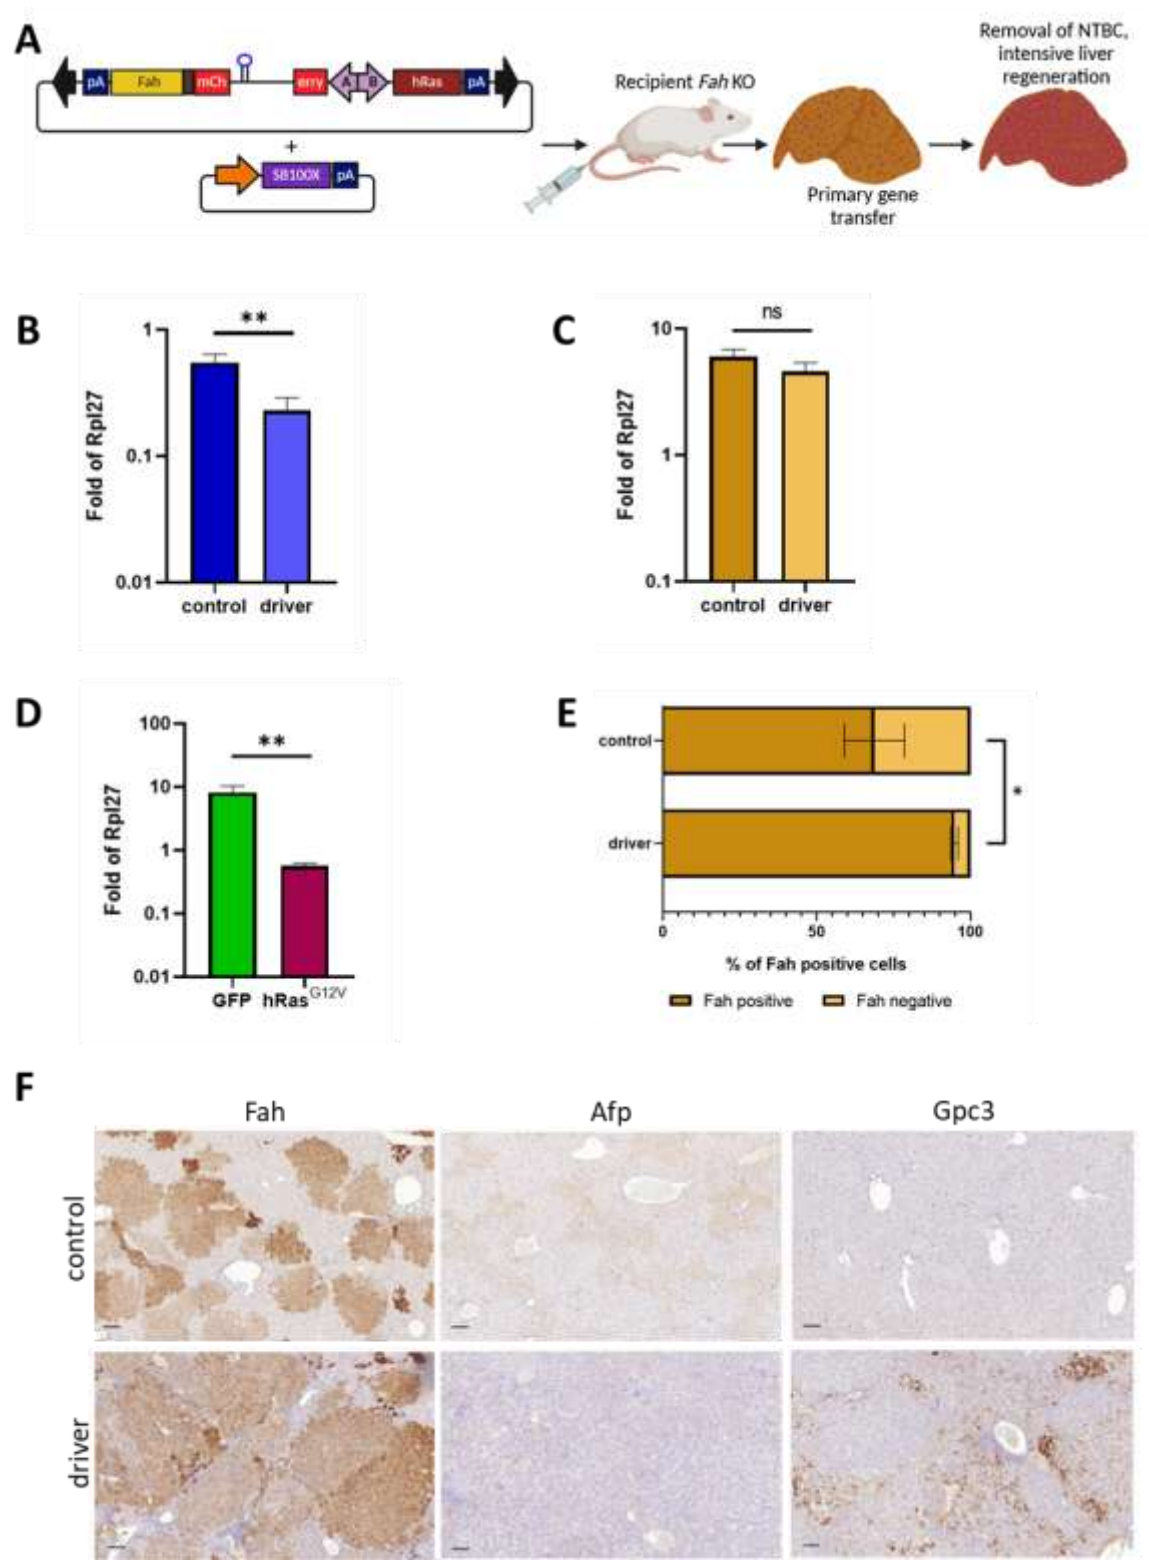 A
pA Fah mCh erry A B hRas pA
+
SB100X pA
Recipient Fah KO
Primary gene
transfer
Removal of NTBC,
intensive liver
regeneration
B
**
1
0.1
0.01
Fold of Rpl27
control driver
C
ns
10
1
0.1
Fold of Rpl27
control driver
D
**
100
10
1
0.1
0.01
Fold of Rpl27
GFP hRas G12V
E
control
driver
*
0 50 100
% of Fah positive cells
Fah positive Fah negative
F
Fah Afp Gpc3
control
driver